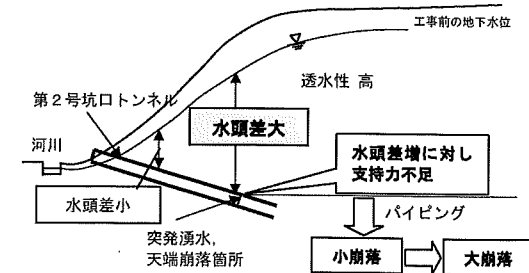 工事前の地下水位
透水性 高
第2号坑口トンネル
水頭差大
河川
水頭差増に対し
支持力不足
水頭差小
パイピング
突発湧水,
天端崩落箇所
小崩落
大崩落